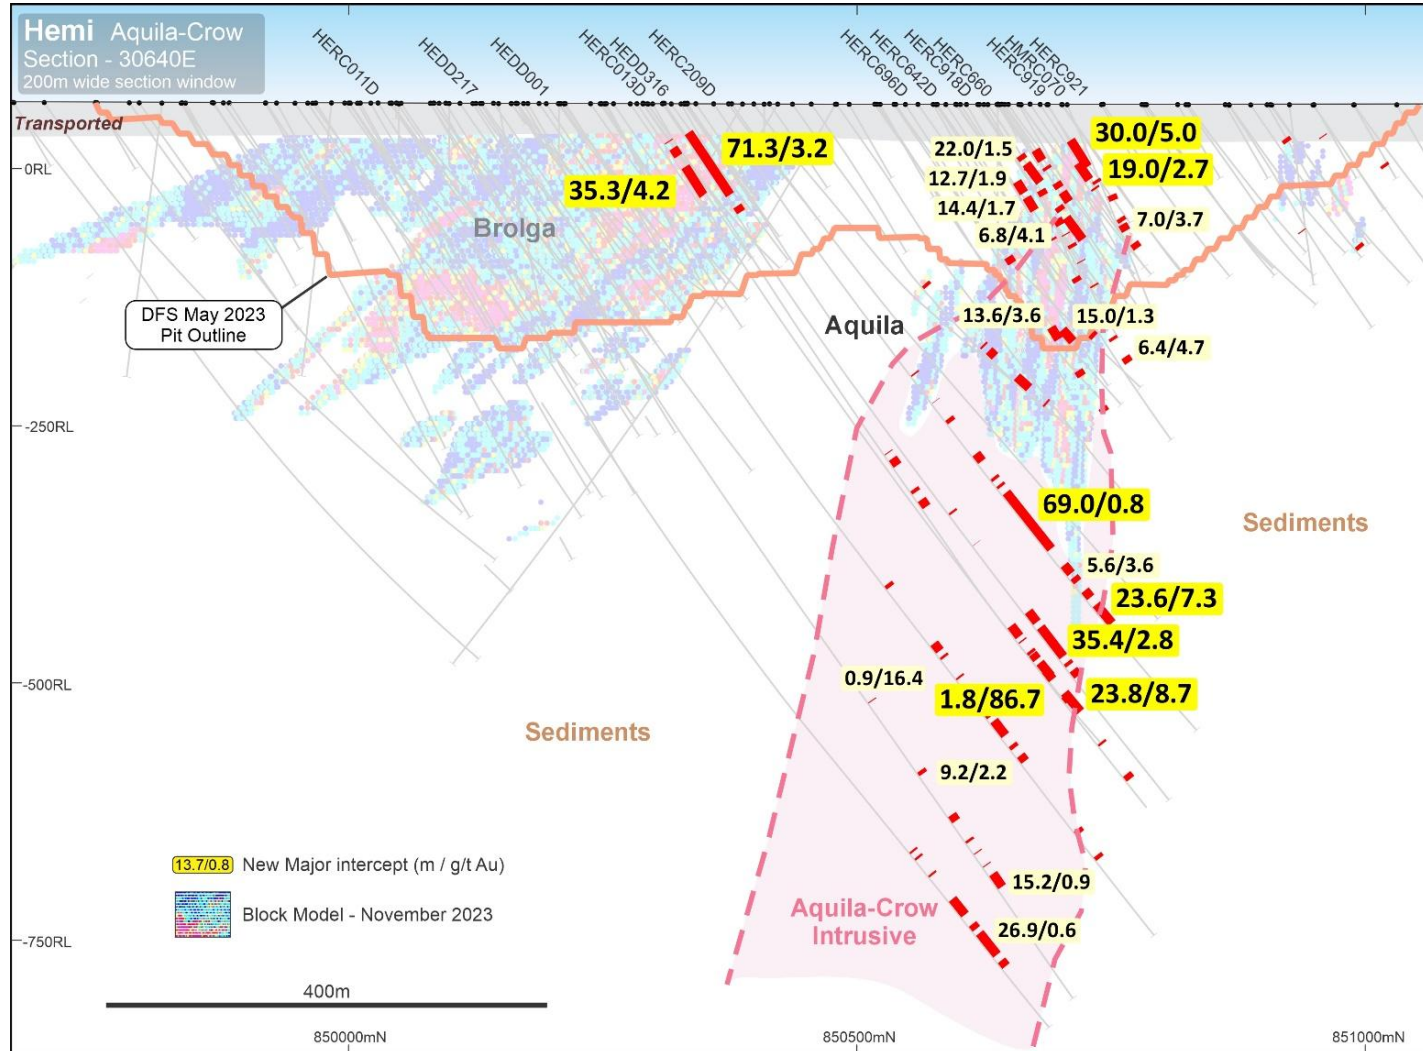 Hemi Aquila-Crow
Section - 30640E
200m wide section window
HERC011D
HEDD217
HEDD001
HERC013D
HEDD316
HERC209D
HERC696D
HERC642D
HERC918D
HERC660
HERC919
HMRC070
HERC921
Transported
0RL
-250RL
-500RL
-750RL
71.3/3.2
35.3/4.2
Brolga
30.0/5.0
22.0/1.5
19.0/2.7
12.7/1.9
14.4/1.7
7.0/3.7
6.8/4.1
DFS May 2023
Pit Outline
Aquila
13.6/3.6
15.0/1.3
6.4/4.7
69.0/0.8
Sediments
5.6/3.6
23.6/7.3
35.4/2.8
0.9/16.4
1.8/86.7
23.8/8.7
Sediments
9.2/2.2
13.7/0.8 New Major intercept (m / g/t Au)
Block Model - November 2023
15.2/0.9
Aquila-Crow
Intrusive
26.9/0.6
400m
850000mN
850500mN
851000mN